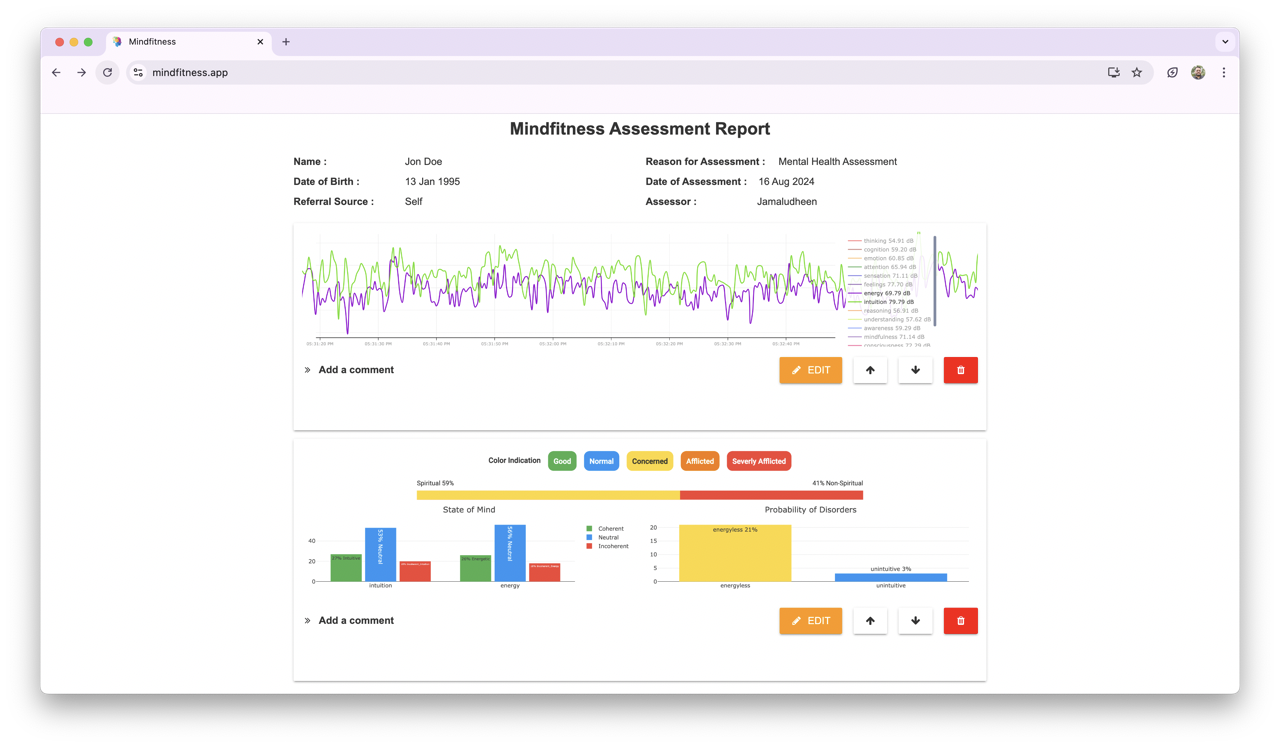 Mindfitness
mindfitness.app
Mindfitness Assessment Report
Name : Jon Doe
Reason for Assessment : Mental Health Assessment
Date of Birth : 13 Jan 1995
Date of Assessment : 16 Aug 2024
Referral Source : Self
Assessor : Jamaludheen
thinking 54.91 dB
cognition 59.20 dB
emotion 60.85 dB
attention 65.94 dB
sensation 71.11 dB
feelings 77.70 dB
energy 69.79 dB
intuition 79.79 dB
reasoning 56.91 dB
understanding 57.62 dB
awareness 59.29 dB
mindfulness 71.14 dB
consciousness 77.29 dB
05:31:20 PM 05:31:30 PM 05:31:40 PM 05:31:50 PM 05:32:00 PM 05:32:10 PM 05:32:20 PM 05:32:30 PM 05:32:40 PM
Add a comment
EDIT
Color Indication Good Normal Concerned Afflicted Severly Afflicted
Spiritual 59% 41% Non-Spiritual
State of Mind
40
20
0
27% Intuitive
53% Neutral
56% Neutral
intuition energy
Coherent
Neutral
Incoherent
Probability of Disorders
20
15
10
5
0
energyless 21%
unintuitive 3%
energyless unintuitive
Add a comment
EDIT